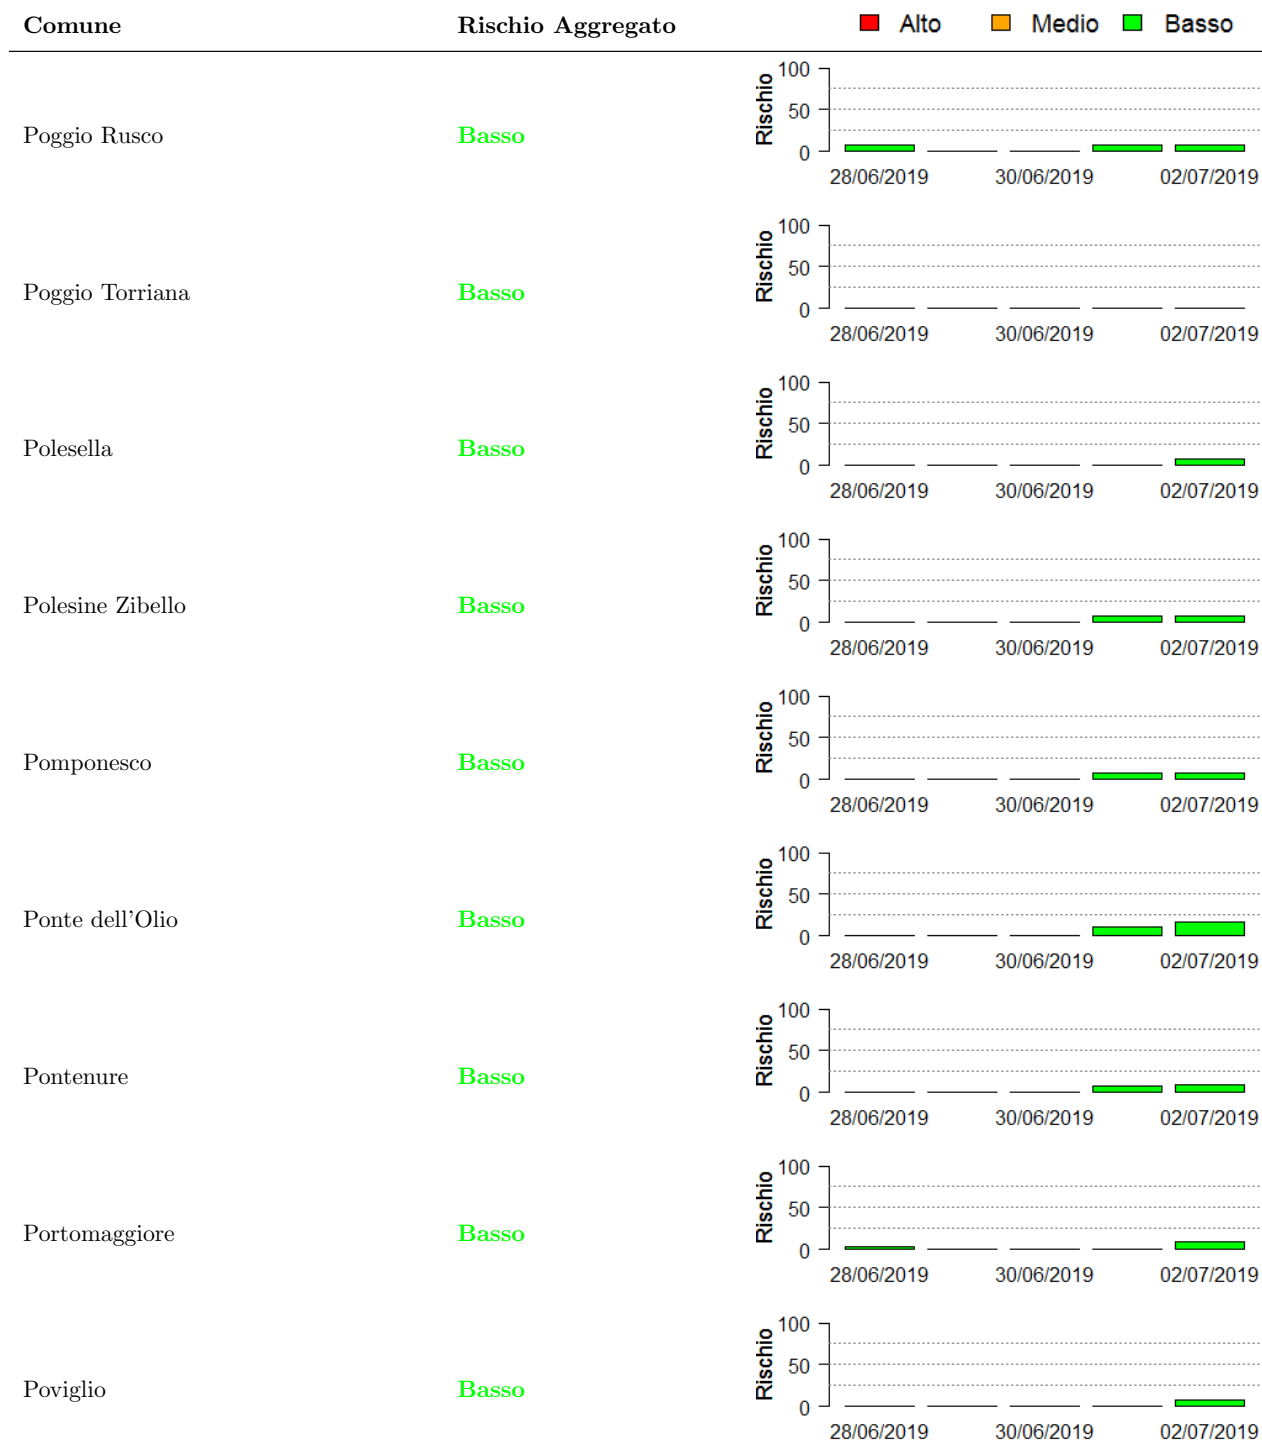 Comune Rischio Aggregato Alto Medio Basso
Poggio Rusco Basso Rischio 100 50 0
28/06/2019 30/06/2019 02/07/2019
Poggio Torriana Basso Rischio 100 50 0
28/06/2019 30/06/2019 02/07/2019
Polesella Basso Rischio 100 50 0
28/06/2019 30/06/2019 02/07/2019
Polesine Zibello Basso Rischio 100 50 0
28/06/2019 30/06/2019 02/07/2019
Pomponesco Basso Rischio 100 50 0
28/06/2019 30/06/2019 02/07/2019
Ponte dell'Olio Basso Rischio 100 50 0
28/06/2019 30/06/2019 02/07/2019
Pontenure Basso Rischio 100 50 0
28/06/2019 30/06/2019 02/07/2019
Portomaggiore Basso Rischio 100 50 0
28/06/2019 30/06/2019 02/07/2019
Poviglio Basso Rischio 100 50 0
28/06/2019 30/06/2019 02/07/2019